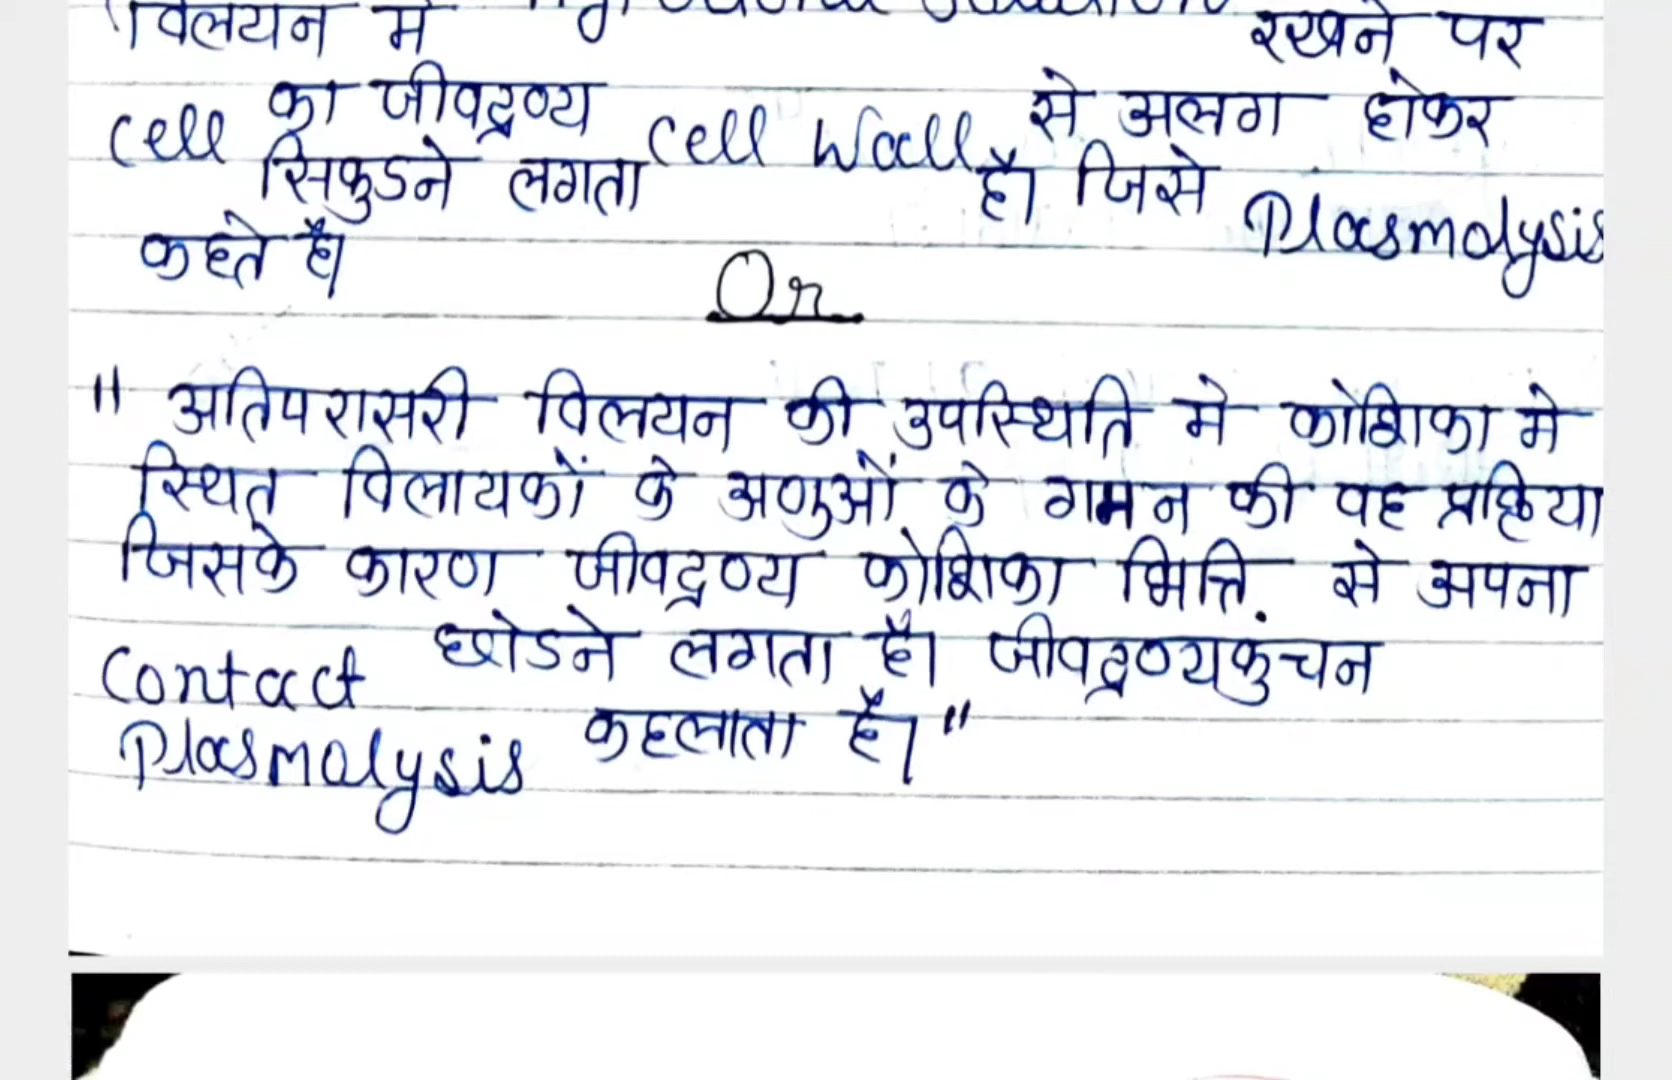 विलयन में रखने पर
Cell का जीवद्रव्य Cell Wall से अलग होकर
सिकुडने लगता है। जिसे Plasmolysis
कहते है।
Or
" अतिपरासरी विलयन की उपस्थिति मे कोशिका मे
स्थित विलायकों के अणुओं के गमन की वह प्रक्रिया
जिसके कारण जीवद्रव्य कोशिका भित्ति से अपना
Contact छोडने लगता है। जीवद्रव्यकुंचन
Plasmolysis कहलाता है। "